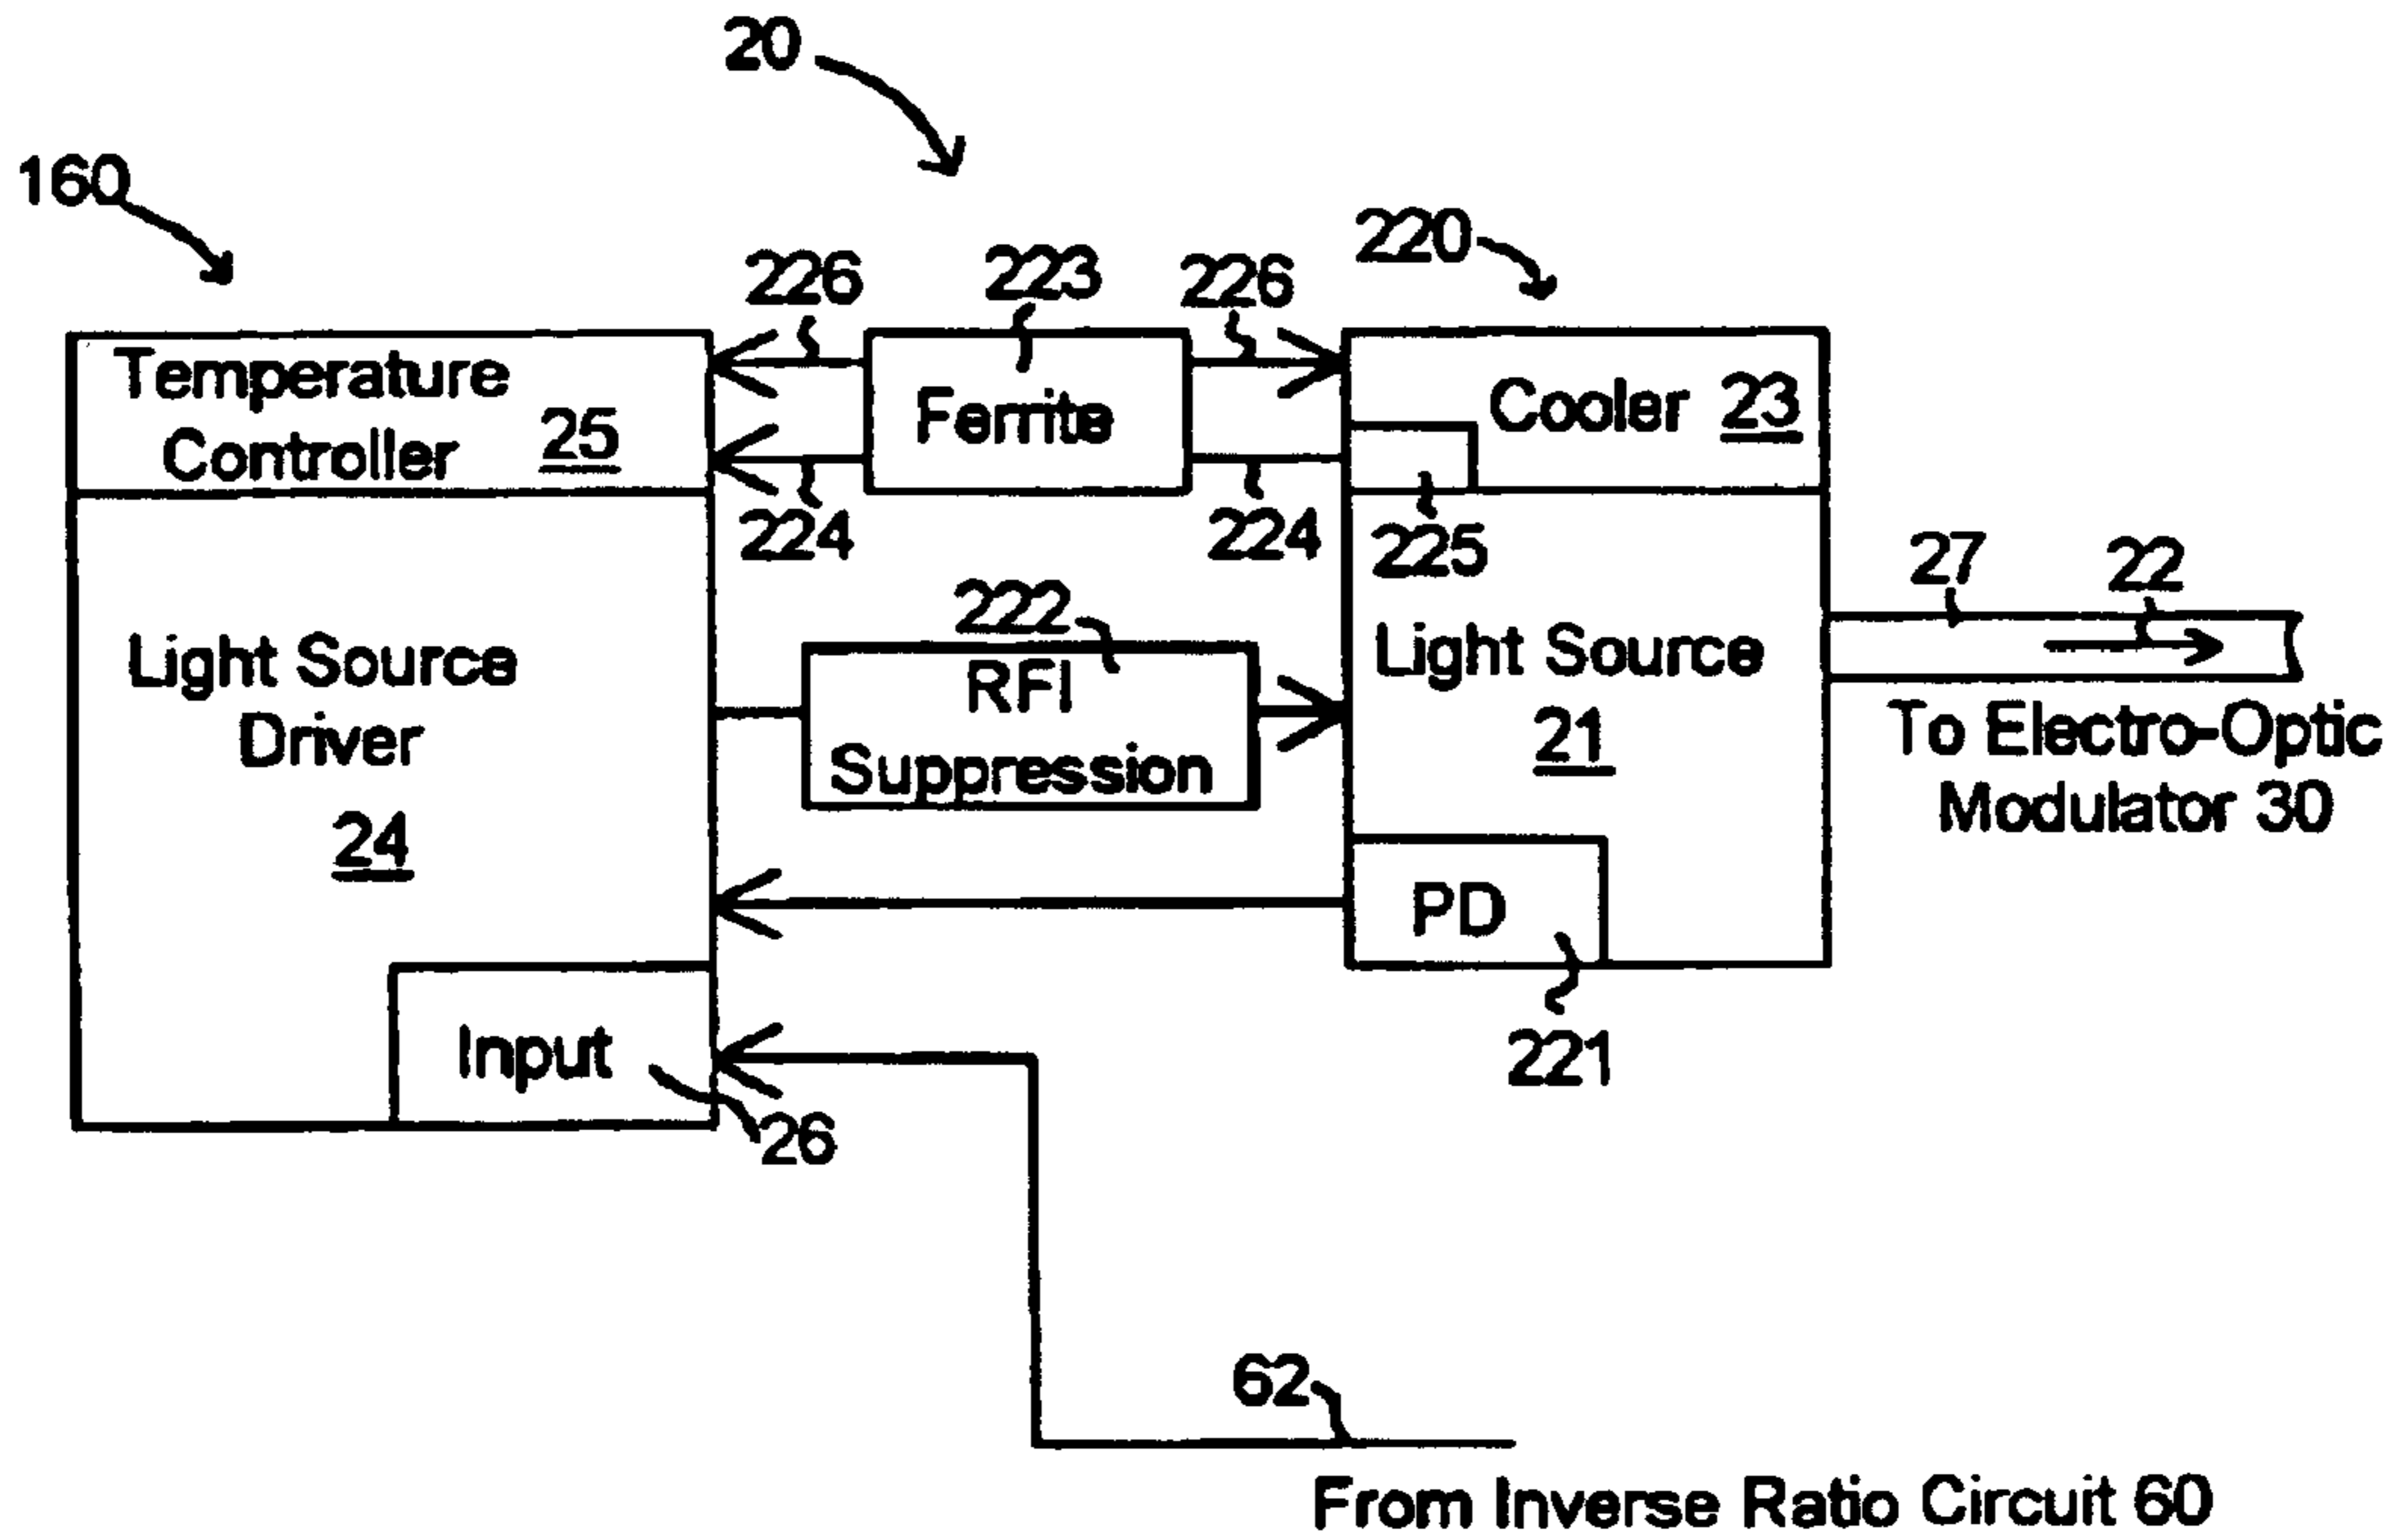 20
160
220
226
223
226
Temperature
Controller 25
Ferrite
Cooler 23
224
224
225
27
22
222
Light Source
Driver
24
RFI
Suppression
Light Source
21
To Electro-Optic
Modulator 30
PD
221
Input
26
62
From Inverse Ratio Circuit 60